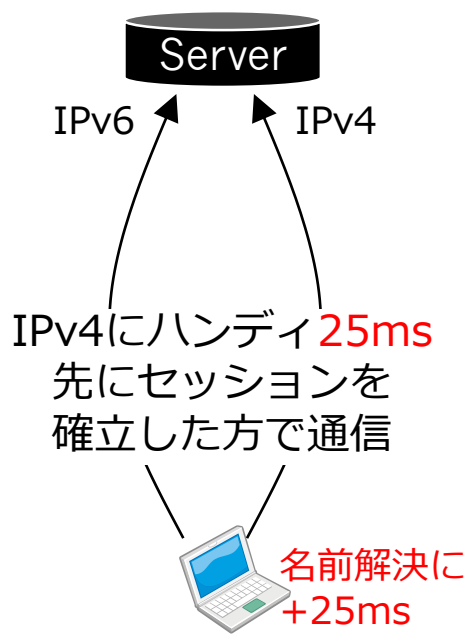 Server
IPv6
IPv4
IPv4にハンディ25ms
先にセッションを
確立した方で通信
名前解決に
+25ms